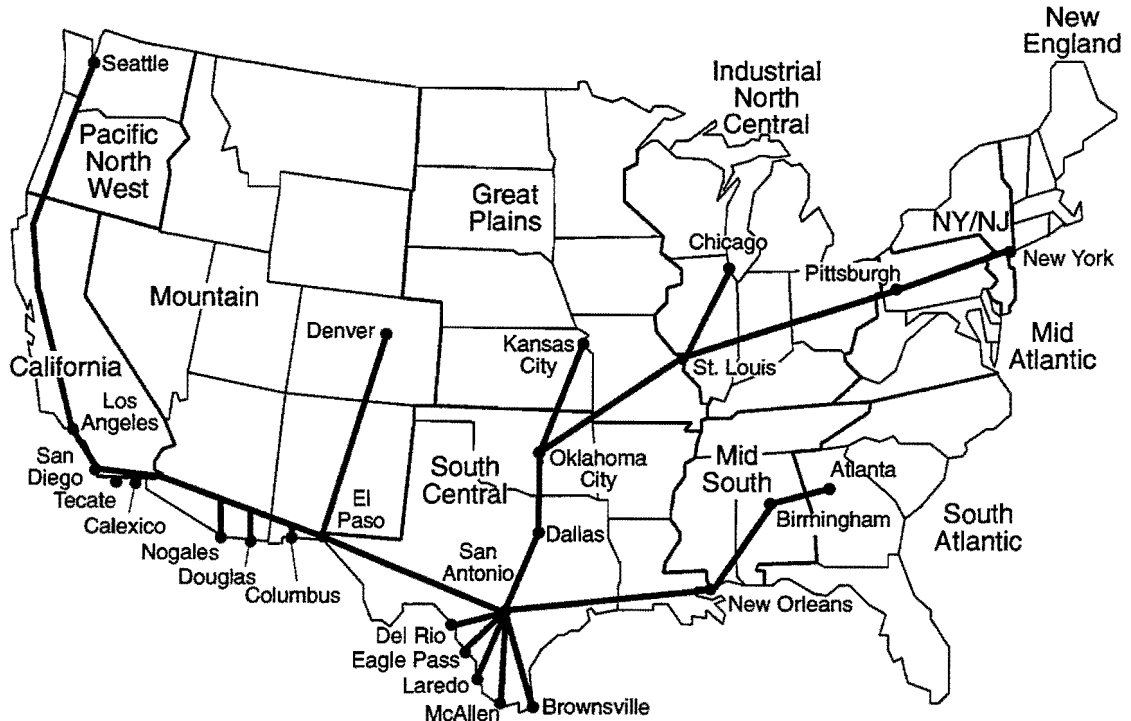 New
England
Seattle
Industrial
North
Central
Pacific
North
West
Great
Plains
NY/NJ
Chicago
New York
Pittsburgh
Mountain
Denver
Kansas
City
Mid
Atlantic
St. Louis
California
Los
Angeles
San
Diego
Tecate
Calexico
Nogales
Douglas
Columbus
El
Paso
South
Central
Oklahoma
City
Mid
South
Atlanta
Birmingham
South
Atlantic
Dallas
San
Antonio
New Orleans
Del Rio
Eagle Pass
Laredo
McAllen
Brownsville